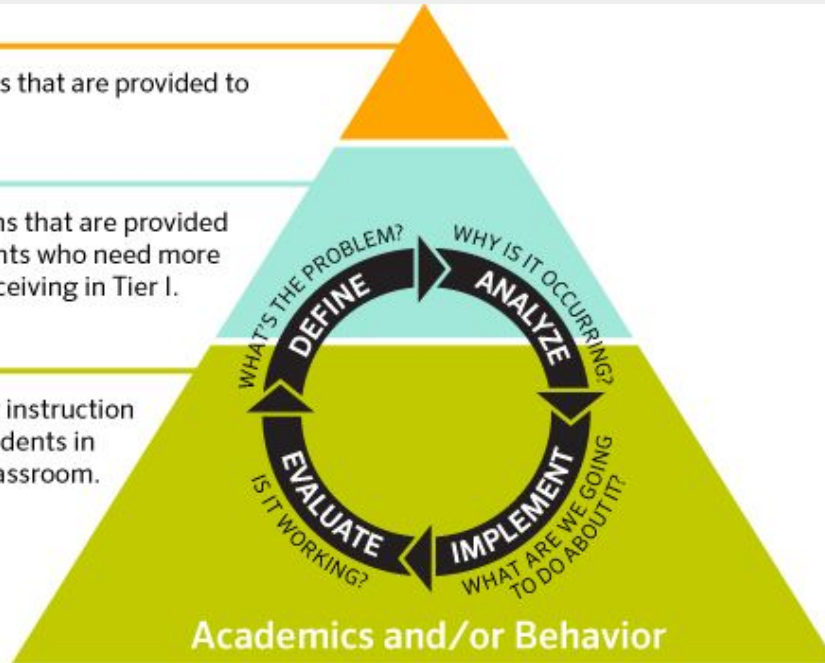 s that are provided to
ns that are provided
nts who need more
ceiving in Tier I.
r instruction
dents in
assroom.
WHAT'S THE PROBLEM?
DEFINE
WHY IS IT OCCURRING?
ANALYZE
IMPLEMENT
WHAT ARE WE GOING
TO DO ABOUT IT?
EVALUATE
IS IT WORKING?
Academics and/or Behavior